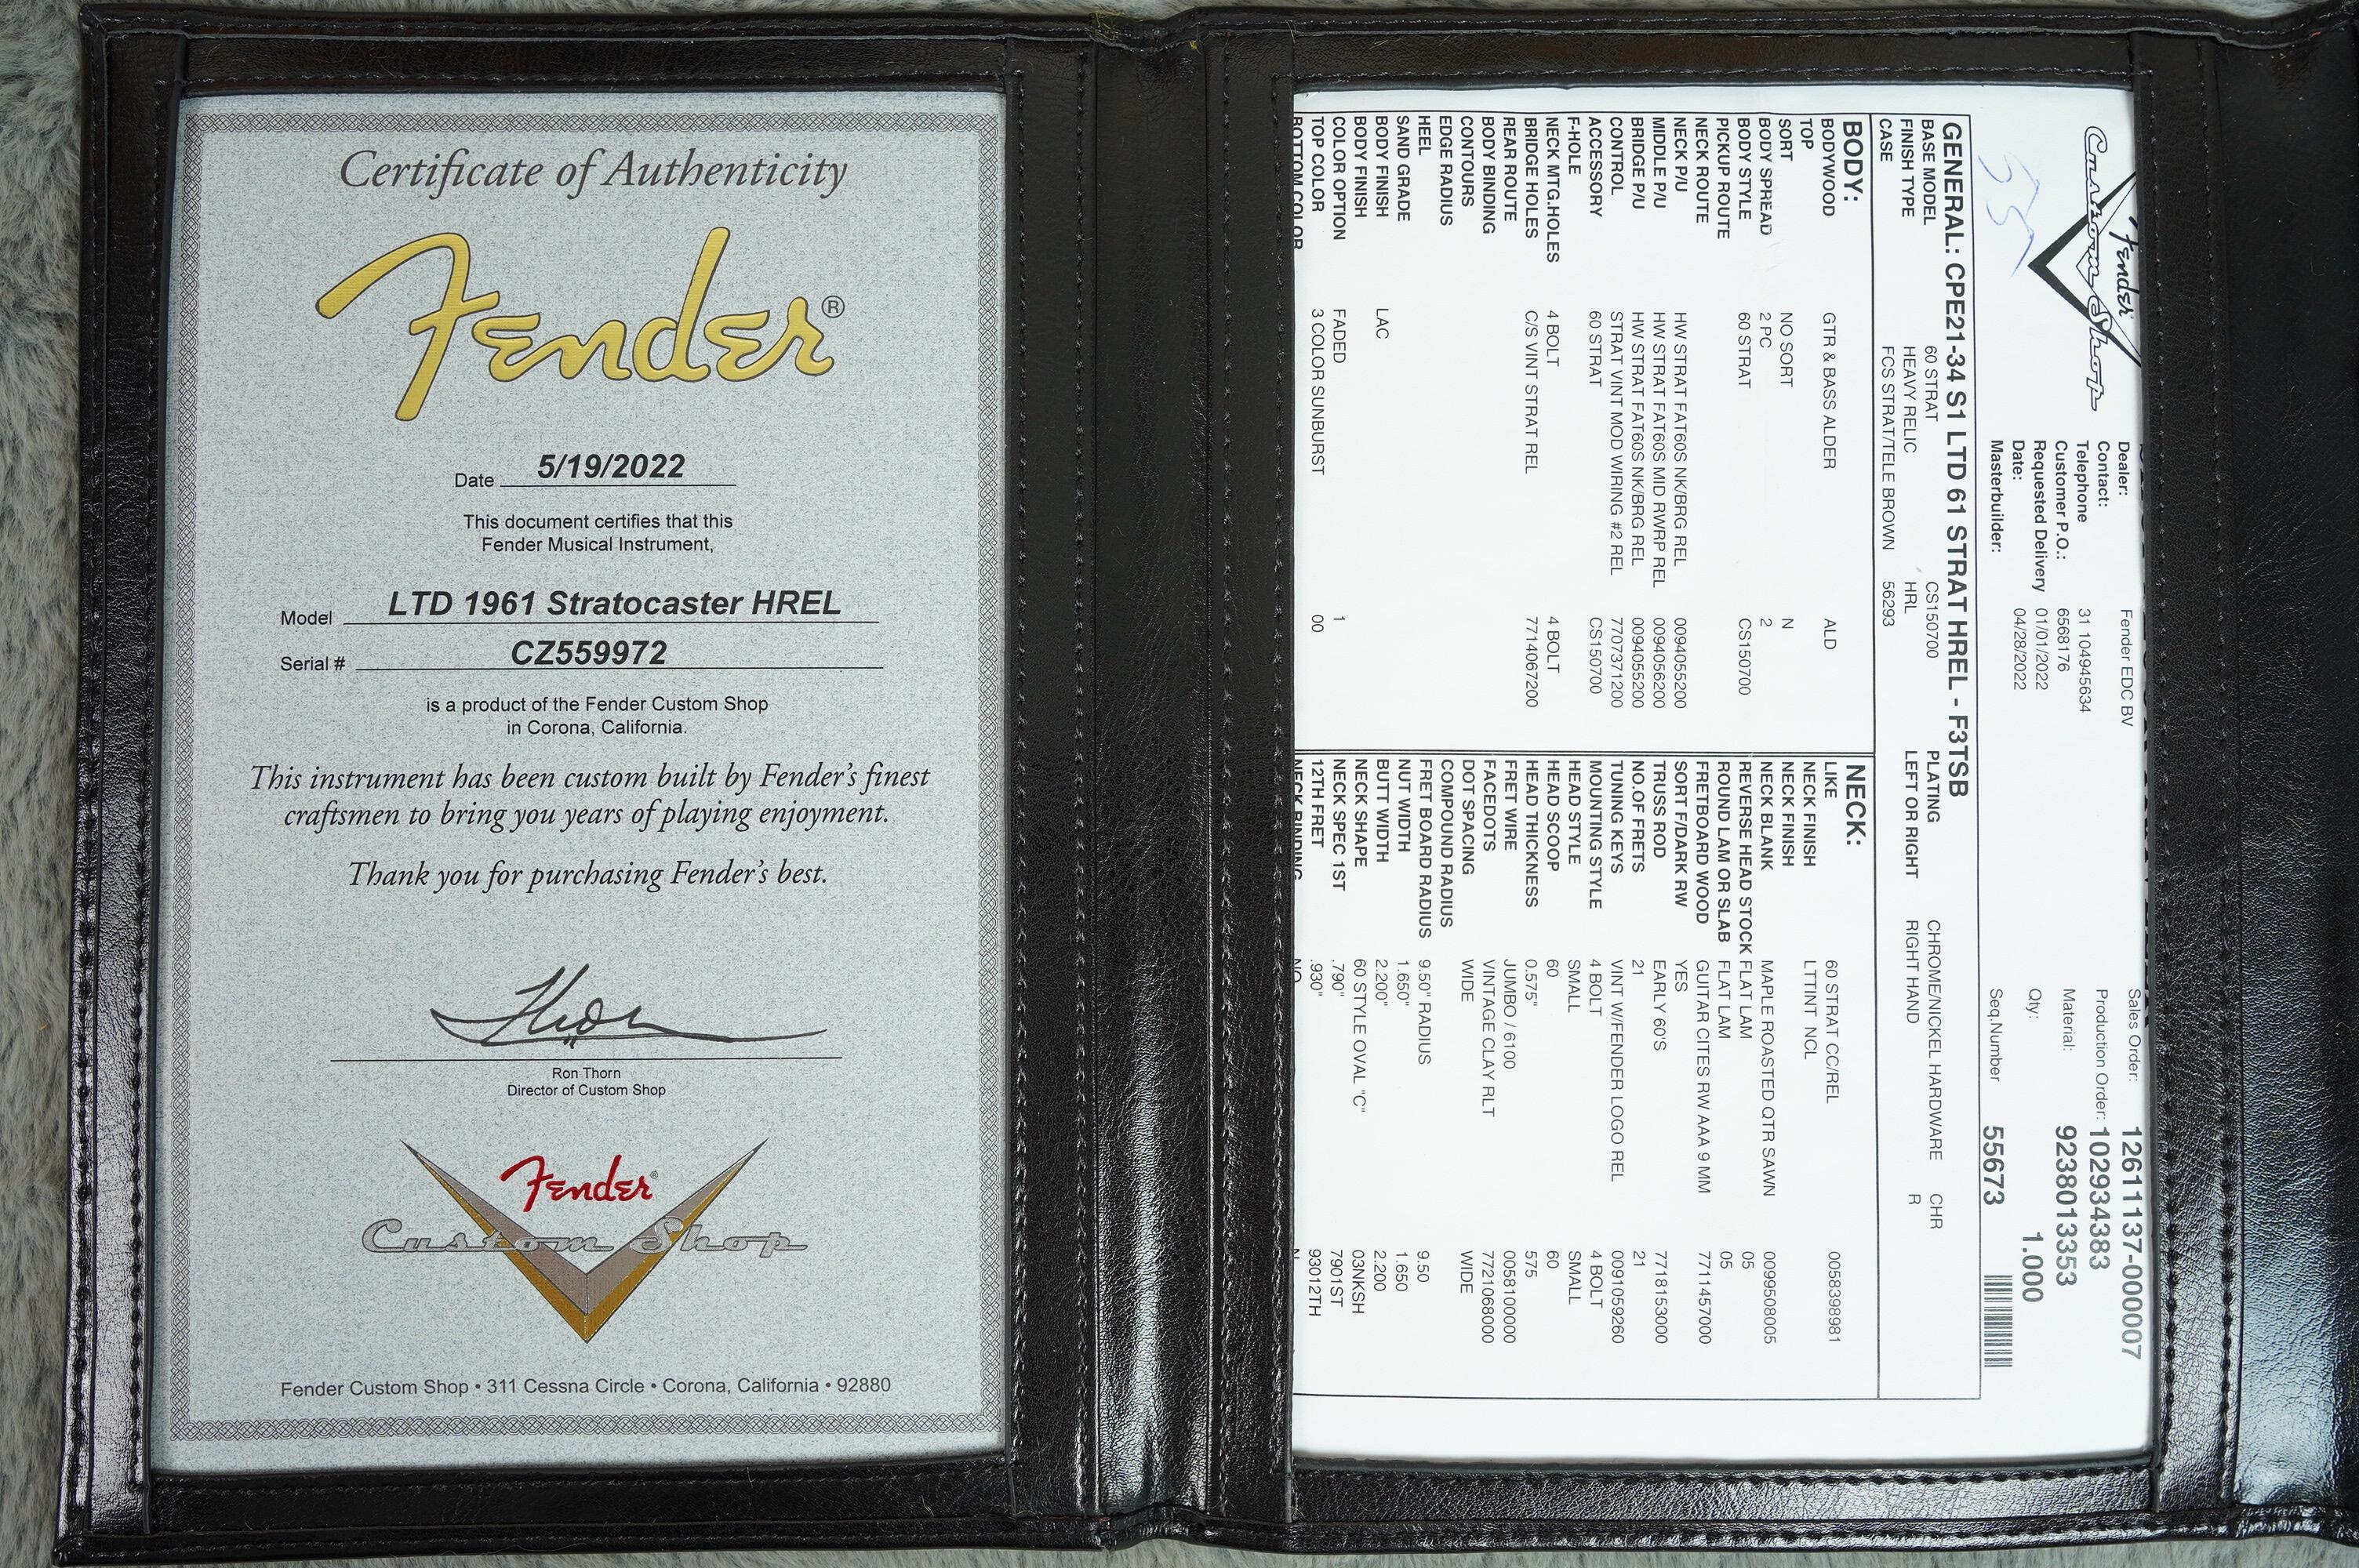 Certificate of Authenticity
Fender®
Date 5/19/2022
This document certifies that this
Fender Musical Instrument,
Model LTD 1961 Stratocaster HREL
Serial # CZ559972
is a product of the Fender Custom Shop
in Corona, California.
This instrument has been custom built by Fender's finest
craftsmen to bring you years of playing enjoyment.
Thank you for purchasing Fender's best.
Ron Thorn
Director of Custom Shop
Fender®
Custom Shop
Fender Custom Shop • 311 Cessna Circle • Corona, California • 92880
Fender®
Custom Shop
Dealer: Fender EDC BV
Contact:
Telephone 31 104945634
Customer P.O.: 6568176
Requested Delivery 01/01/2022
Date: 04/28/2022
Masterbuilder:
Sales Order: 12611137-000007
Production Order: 102934383
Material: 9238013353
Qty: 1.000
Seq.Number 55673
GENERAL: CPE21-34 S1 LTD 61 STRAT HREL - F3TSB
BASE MODEL 60 STRAT CS150700 PLATING CHROME/NICKEL HARDWARE CHR
FINISH TYPE HEAVY RELIC HRL LEFT OR RIGHT RIGHT HAND R
CASE FCS STRAT/TELE BROWN 56293
BODY:
BODYWOOD GTR & BASS ALDER ALD
TOP
SORT NO SORT N
BODY SPREAD 2 PC 2
BODY STYLE 60 STRAT CS150700
PICKUP ROUTE
NECK ROUTE
NECK P/U HW STRAT FAT60S NK/BRG REL 0094055200
MIDDLE P/U HW STRAT FAT60S MID RWRP REL 0094056200
BRIDGE P/U HW STRAT FAT60S NK/BRG REL 0094055200
CONTROL STRAT VINT MOD WIRING #2 REL 7707371200
ACCESSORY 60 STRAT CS150700
F-HOLE
NECK MTG.HOLES 4 BOLT 4 BOLT
BRIDGE HOLES C/S VINT STRAT REL 7714067200
REAR ROUTE
BODY BINDING
CONTOURS
EDGE RADIUS
HEEL
SAND GRADE
BODY FINISH LAC
BODY FINISH
COLOR OPTION FADED 1
TOP COLOR 3 COLOR SUNBURST 00
BOTTOM COLOR
NECK:
LIKE 60 STRAT CC/REL 0058398981
NECK FINISH LTTINT NCL
NECK FINISH
NECK BLANK MAPLE ROASTED QTR SAWN 0099508005
REVERSE HEAD STOCK FLAT LAM 05
ROUND LAM OR SLAB FLAT LAM 05
FRETBOARD WOOD GUITAR CITES RW AAA 9 MM 7711457000
SORT F/DARK RW YES
TRUSS ROD EARLY 60'S 7718153000
NO.OF FRETS 21 21
TUNING KEYS VINT W/FENDER LOGO REL 0091059260
MOUNTING STYLE 4 BOLT 4 BOLT
HEAD STYLE SMALL SMALL
HEAD SCOOP 60 60
HEAD THICKNESS 0.575" 575
FRET WIRE JUMBO / 6100 0058100000
FACEDOTS VINTAGE CLAY RLT 7721068000
DOT SPACING WIDE WIDE
COMPOUND RADIUS
FRET BOARD RADIUS 9.50" RADIUS 9.50
NUT WIDTH 1.650" 1.650
BUTT WIDTH 2.200" 2.200
NECK SHAPE 60 STYLE OVAL "C" 03NKSH
NECK SPEC 1ST .790" 7901ST
12TH FRET .930" 93012TH
NECK BINDING NO N